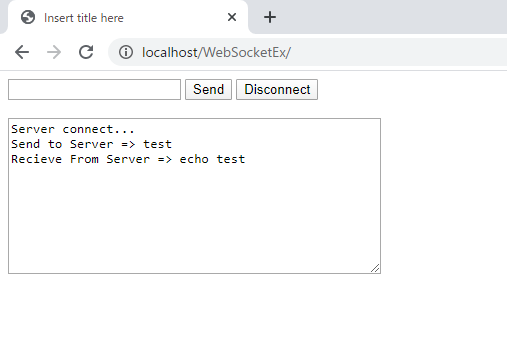 Insert title here
localhost/WebSocketEx/
Send Disconnect
Server connect...
Send to Server => test
Recieve From Server => echo test